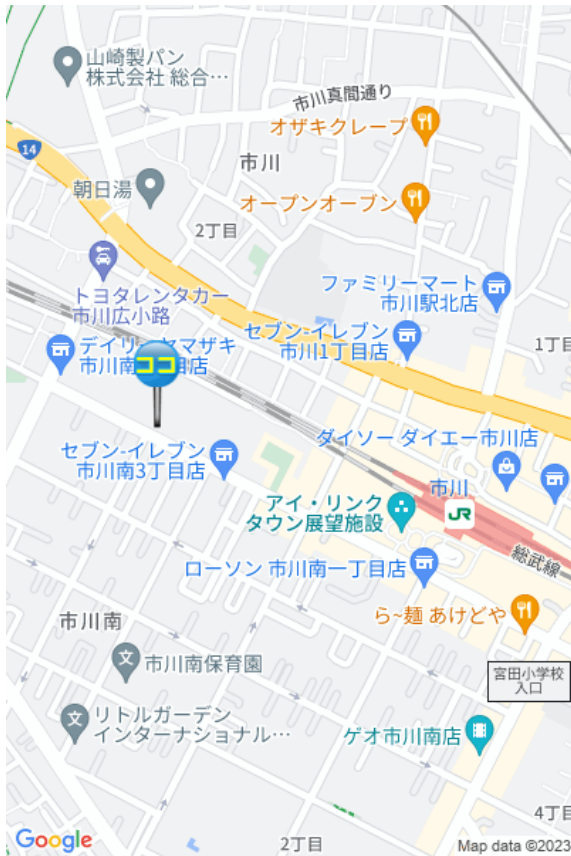 山崎製パン
株式会社 総合…
市川真間通り
オザキクレープ
14
市川
朝日湯
オープンオーブン
2丁目
トヨタレンタカー
市川広小路
ファミリーマート
市川駅北店
セブン-イレブン
市川1丁目店
1丁目
ココ
セブン-イレブン
市川南3丁目店
ダイソー ダイエー市川店
市川
JR
アイ・リンク
タウン展望施設
総武線
ローソン 市川南一丁目店
ら~麺 あけどや
市川南
市川南保育園
宮田小学校
入口
リトルガーデン
インターナショナル…
ゲオ市川南店
4丁目
2丁目
Google
Map data ©2023